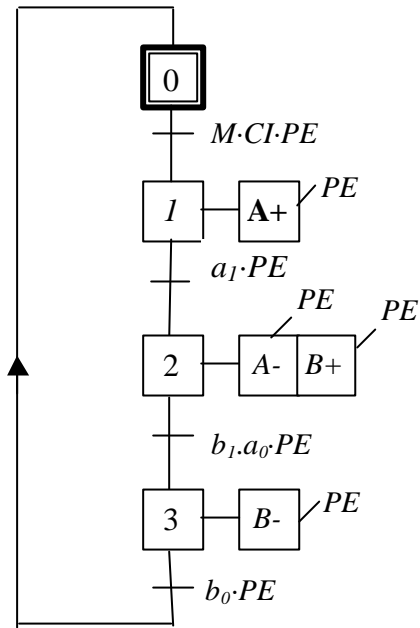 0
M·CI·PE
1 A+ PE
a₁·PE
PE PE
2 A- B+
b₁.a₀·PE
3 B- PE
b₀·PE